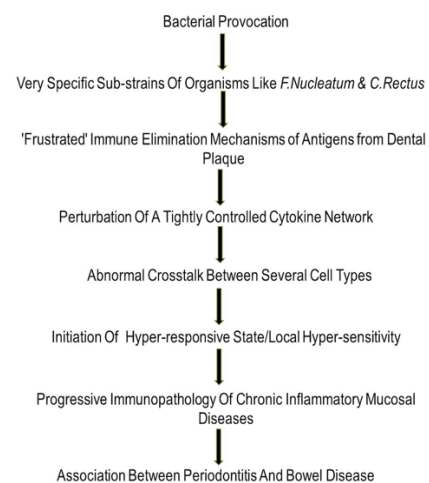 Bacterial Provocation
Very Specific Sub-strains Of Organisms Like F.Nucleatum & C.Rectus
'Frustrated' Immune Elimination Mechanisms of Antigens from Dental
Plaque
Perturbation Of A Tightly Controlled Cytokine Network
Abnormal Crosstalk Between Several Cell Types
Initiation Of Hyper-responsive State/Local Hyper-sensitivity
Progressive Immunopathology Of Chronic Inflammatory Mucosal
Diseases
Association Between Periodontitis And Bowel Disease